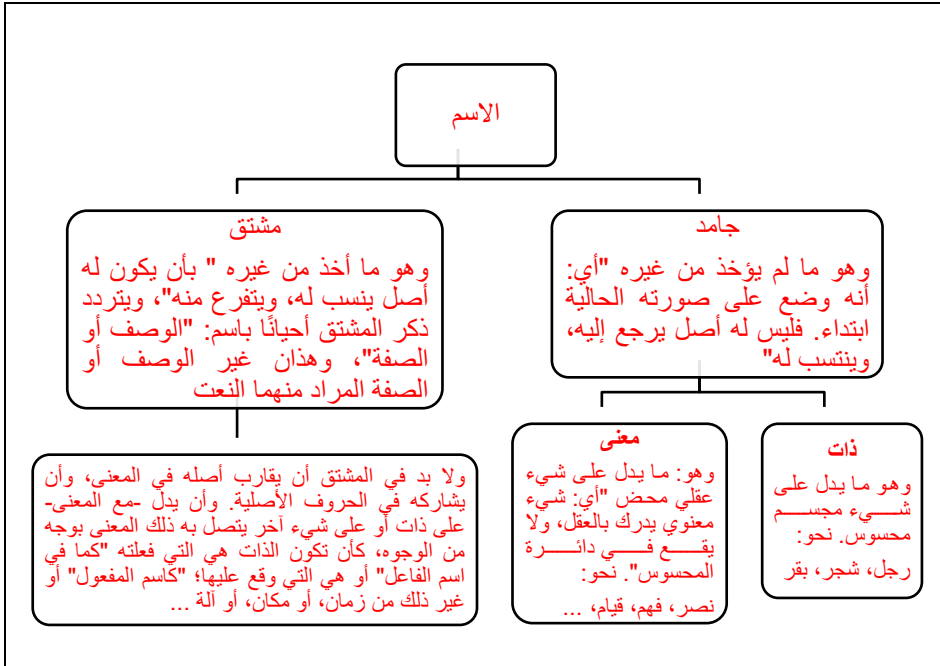 الاسم
جامد
وهو ما لم يؤخذ من غيره "أي:
أنه وضع على صورته الحالية
ابتداء. فليس له أصل يرجع إليه،
وينتسب له"
مشتق
وهو ما أخذ من غيره " بأن يكون له
أصل ينسب له، ويتفرع منه"، ويتردد
ذكر المشتق أحيانًا باسم: "الوصف أو
الصفة"، وهذان غير الوصف أو
الصفة المراد منهما النعت
ذات
وهو ما يدل على
شـــيء مجســـم
محسوس. نحو:
رجل، شجر، بقر
معنى
وهو: ما يدل على شيء
عقلي محض "أي: شيء
معنوي يدرك بالعقل، ولا
يقـــع فـــي دائـــرة
المحسوس". نحو:
نصر، فهم، قيام، ...
ولا بد في المشتق أن يقارب أصله في المعنى، وأن
يشاركه في الحروف الأصلية. وأن يدل -مع المعنى-
على ذات أو على شيء آخر يتصل به ذلك المعنى بوجه
من الوجوه، كأن تكون الذات هي التي فعلته "كما في
اسم الفاعل" أو هي التي وقع عليها؛ "كاسم المفعول" أو
غير ذلك من زمان، أو مكان، أو آلة ...